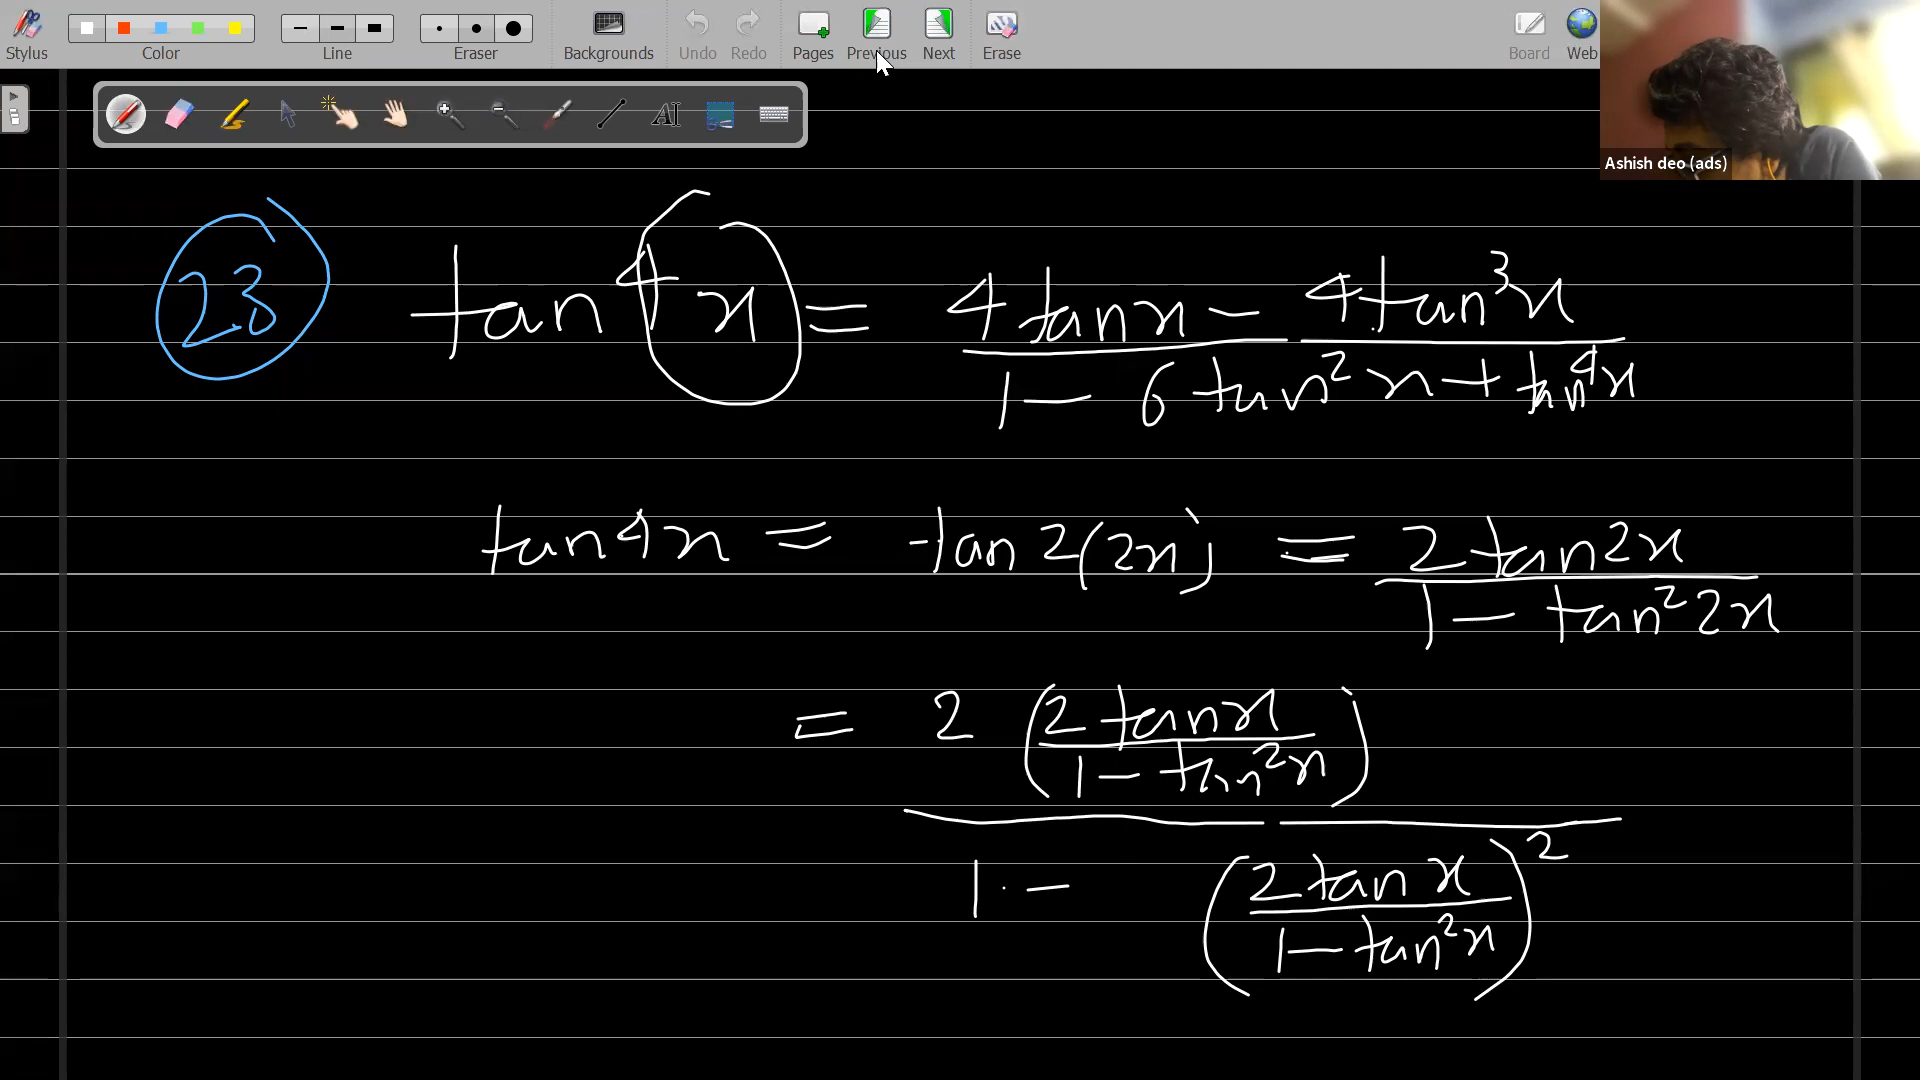 Stylus Color Line Eraser Backgrounds Undo Redo Pages Previous Next Erase Board Web
Ashish deo (ads)
23 tan 4x = (4 tan x - 4 tan³x) / (1 - 6 tan²x + tan⁴x)
tan 4x = tan 2(2x) = (2 tan 2x) / (1 - tan²2x)
= 2 (2 tan x / (1 - tan²x))
1 - (2 tan x / (1 - tan²x))²